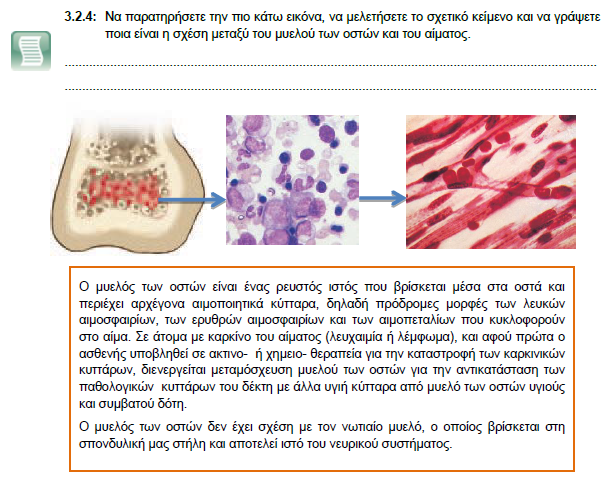 3.2.4: Να παρατηρήσετε την πιο κάτω εικόνα, να μελετήσετε το σχετικό κείμενο και να γράψετε
ποια είναι η σχέση μεταξύ του μυελού των οστών και του αίματος.
Ο μυελός των οστών είναι ένας ρευστός ιστός που βρίσκεται μέσα στα οστά και
περιέχει αρχέγονα αιμοποιητικά κύτταρα, δηλαδή πρόδρομες μορφές των λευκών
αιμοσφαιρίων, των ερυθρών αιμοσφαιρίων και των αιμοπεταλίων που κυκλοφορούν
στο αίμα. Σε άτομα με καρκίνο του αίματος (λευχαιμία ή λέμφωμα), και αφού πρώτα ο
ασθενής υποβληθεί σε ακτινο- ή χημειο- θεραπεία για την καταστροφή των καρκινικών
κυττάρων, διενεργείται μεταμόσχευση μυελού των οστών για την αντικατάσταση των
παθολογικών κυττάρων του δέκτη με άλλα υγιή κύτταρα από μυελό των οστών υγιούς
και συμβατού δότη.
Ο μυελός των οστών δεν έχει σχέση με τον νωτιαίο μυελό, ο οποίος βρίσκεται στη
σπονδυλική μας στήλη και αποτελεί ιστό του νευρικού συστήματος.